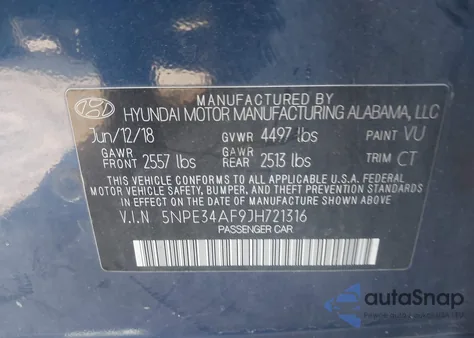 MANUFACTURED BY
HYUNDAI MOTOR MANUFACTURING ALABAMA, LLC
Jun/12/18 GVWR 4497 lbs PAINT VU
GAWR FRONT 2557 lbs GAWR REAR 2513 lbs TRIM CT
THIS VEHICLE CONFORMS TO ALL APPLICABLE U.S.A. FEDERAL
MOTOR VEHICLE SAFETY, BUMPER, AND THEFT PREVENTION STANDARDS
IN EFFECT ON THE DATE OF MANUFACTURE SHOWN ABOVE.
V.I.N 5NPE34AF9JH721316
PASSENGER CAR
autoSnap